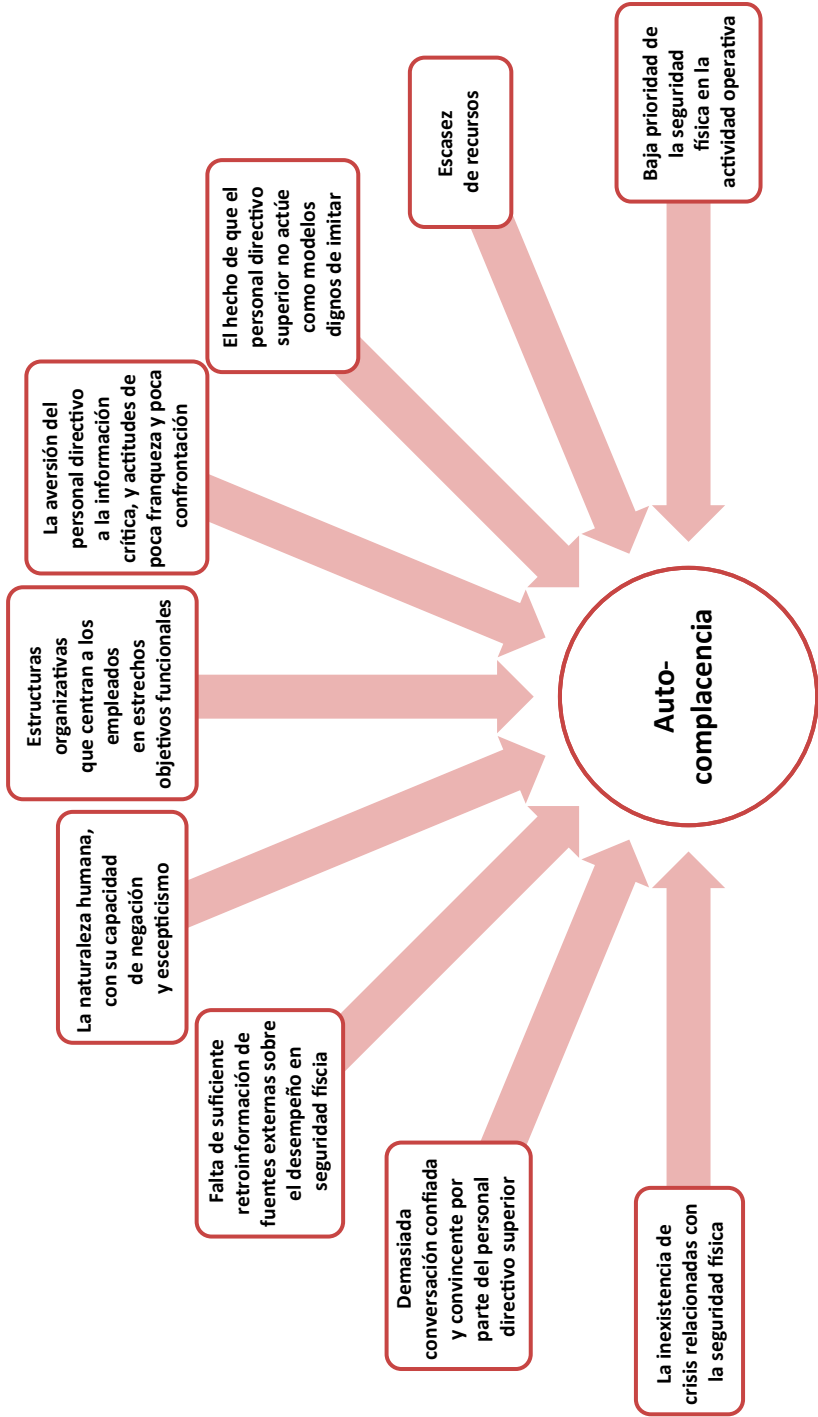 La inexistencia de
crisis relacionadas con
la seguridad física
Demasiada
conversación confiada
y convincente por
parte del personal
directivo superior
Falta de suficiente
retroinformación de
fuentes externas sobre
el desempeño en
seguridad físcia
La naturaleza humana,
con su capacidad
de negación
y escepticismo
Estructuras
organizativas
que centran a los
empleados
en estrechos
objetivos funcionales
La aversión del
personal directivo
a la información
crítica, y actitudes de
poca franqueza y poca
confrontación
El hecho de que el
personal directivo
superior no actúe
como modelos
dignos de imitar
Escasez
de recursos
Baja prioridad de
la seguridad
física en la
actividad operativa
Auto-
complacencia